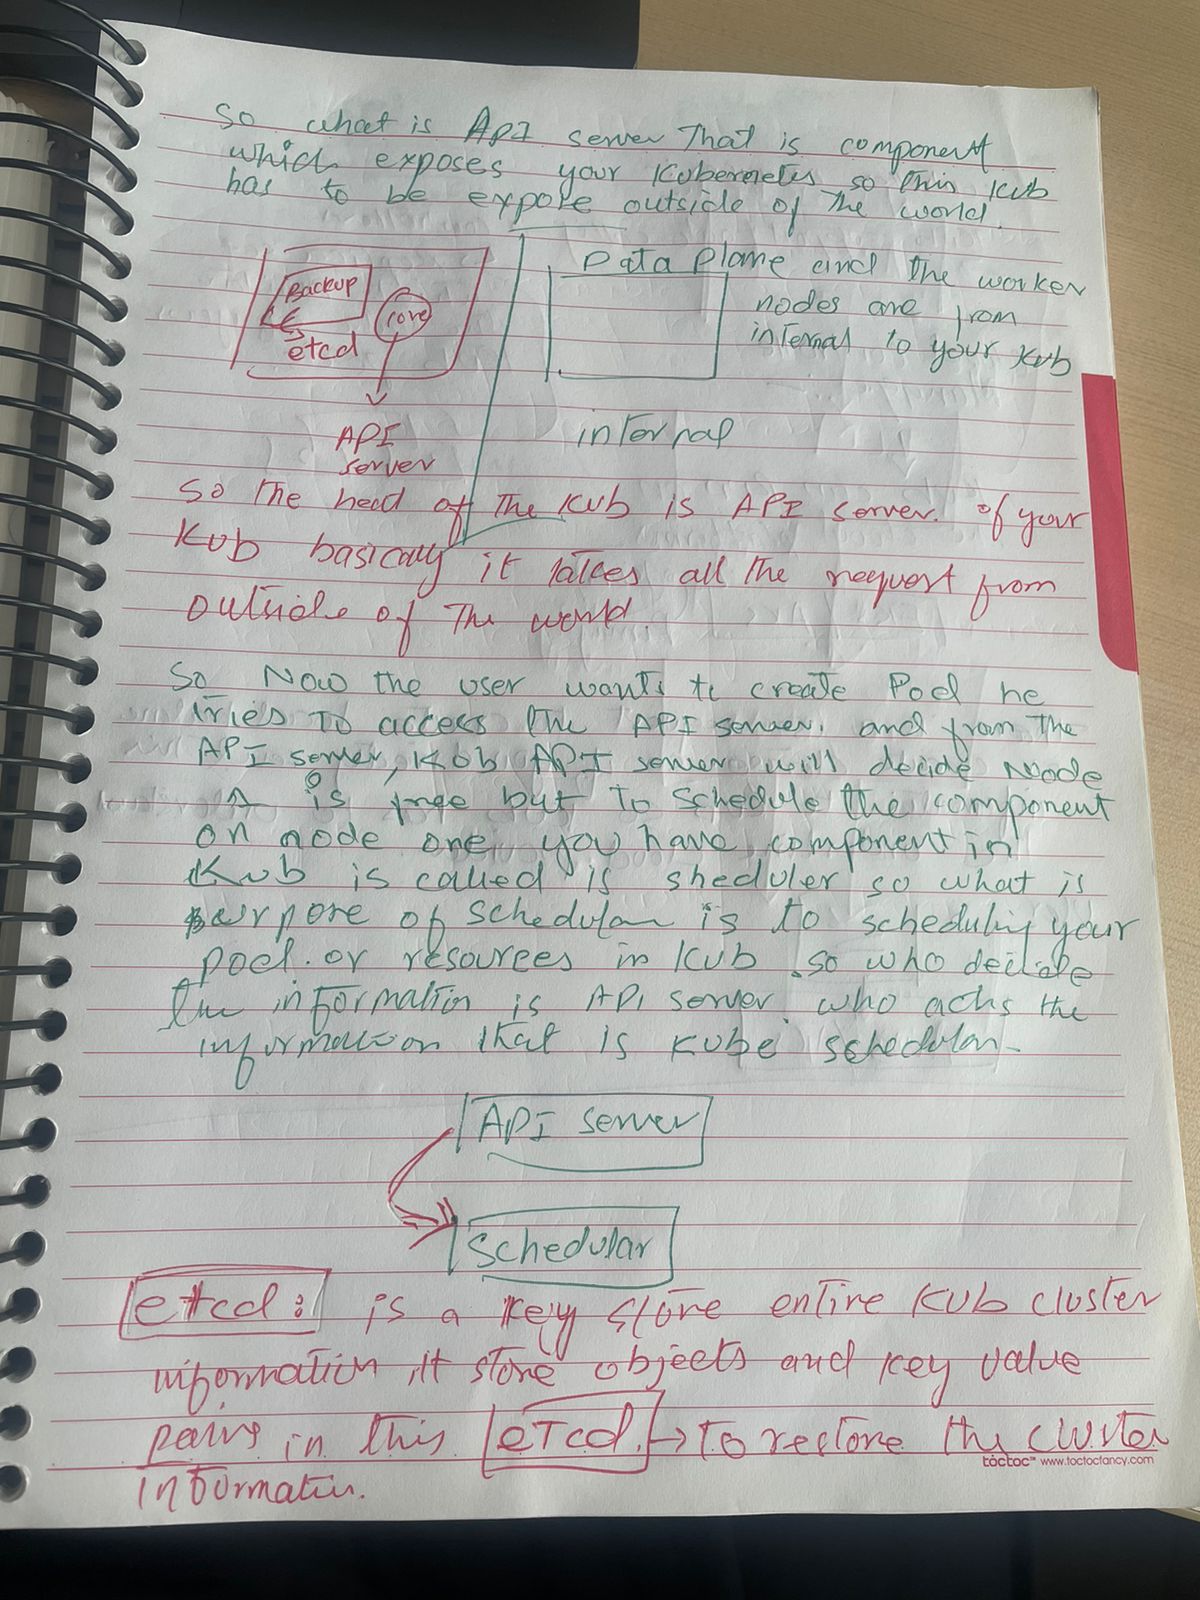 So what is API server That is component
which exposes your Kubernetes so this Kub
has to be expose outside of the world.
Backup
core
etcd
API
server
Data plane and the worker
nodes are from
internal to your Kub
internal
So the head of the Kub is API server. of your
Kub basically it takes all the request from
outside of The world.
So Now the user wants to create Pod he
tries to access the API server. and from the
API server, Kub API server will decide Node
1 is free but to schedule the component
on node one you have component in
Kub is called is sheduler so what is
purpose of schedular is to scheduling your
pod. or resources in Kub so who decide
the information is API server. who acts the
information that is Kube schedular-
API server
Schedular
etcd: is a key store entire Kub cluster
information it store objects and key value
pairs in this etcd. → To restore the cluster
information.
toctoc™ www.toctocfancy.com